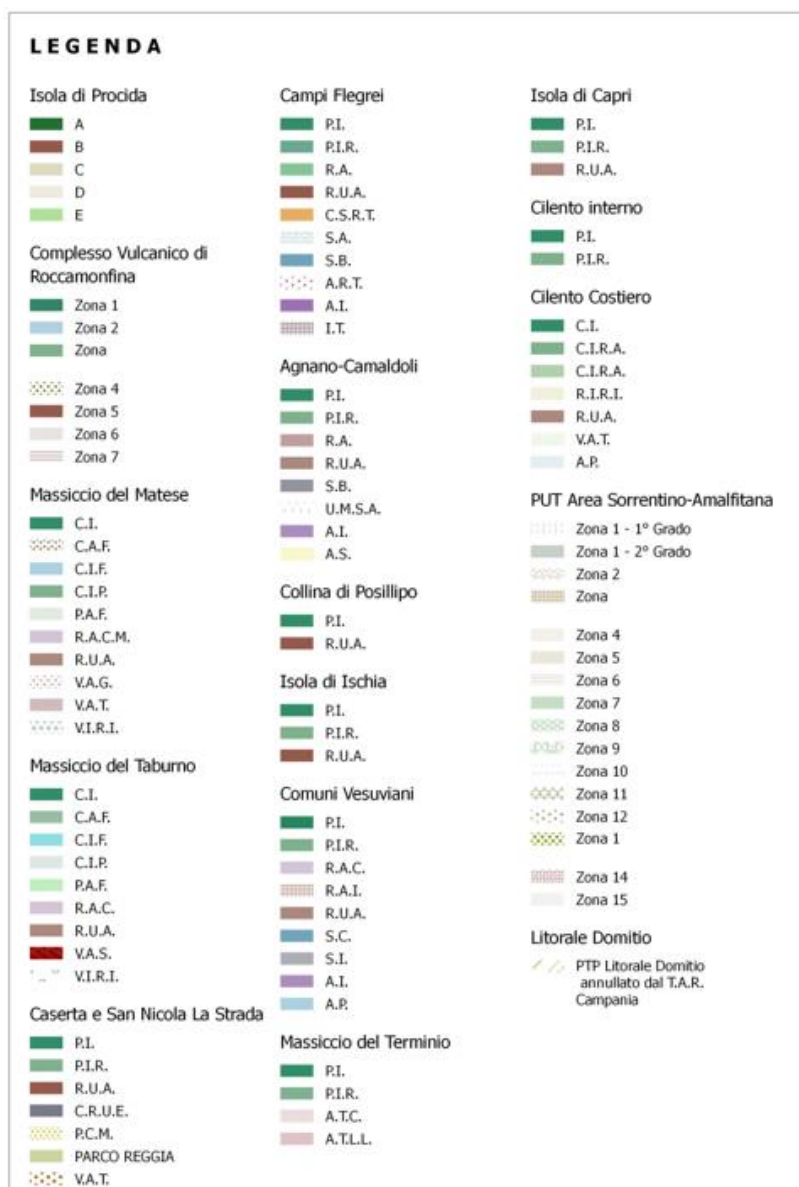 LEGENDA
Isola di Procida
A
B
C
D
E
Complesso Vulcanico di
Roccamonfina
Zona 1
Zona 2
Zona
Zona 4
Zona 5
Zona 6
Zona 7
Massiccio del Matese
C.I.
C.A.F.
C.I.F.
C.I.P.
P.A.F.
R.A.C.M.
R.U.A.
V.A.G.
V.A.T.
V.I.R.I.
Massiccio del Taburno
C.I.
C.A.F.
C.I.F.
C.I.P.
P.A.F.
R.A.C.
R.U.A.
V.A.S.
V.I.R.I.
Caserta e San Nicola La Strada
P.I.
P.I.R.
R.U.A.
C.R.U.E.
P.C.M.
PARCO REGGIA
V.A.T.
Campi Flegrei
P.I.
P.I.R.
R.A.
R.U.A.
C.S.R.T.
S.A.
S.B.
A.R.T.
A.I.
I.T.
Agnano-Camaldoli
P.I.
P.I.R.
R.A.
R.U.A.
S.B.
U.M.S.A.
A.I.
A.S.
Collina di Posillipo
P.I.
R.U.A.
Isola di Ischia
P.I.
P.I.R.
R.U.A.
Comuni Vesuviani
P.I.
P.I.R.
R.A.C.
R.A.I.
R.U.A.
S.C.
S.I.
A.I.
A.P.
Massiccio del Terminio
P.I.
P.I.R.
A.T.C.
A.T.L.L.
Isola di Capri
P.I.
P.I.R.
R.U.A.
Cilento interno
P.I.
P.I.R.
Cilento Costiero
C.I.
C.I.R.A.
C.I.R.A.
R.I.R.I.
R.U.A.
V.A.T.
A.P.
PUT Area Sorrentino-Amalfitana
Zona 1 - 1° Grado
Zona 1 - 2° Grado
Zona 2
Zona
Zona 4
Zona 5
Zona 6
Zona 7
Zona 8
Zona 9
Zona 10
Zona 11
Zona 12
Zona 1
Zona 14
Zona 15
Litorale Domitio
PTP Litorale Domitio
annullato dal T.A.R.
Campania